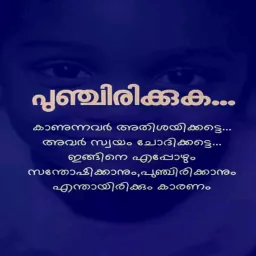 പുഞ്ചിരിക്കുക...
കാണുന്നവർ അതിശയിക്കട്ടെ...
അവർ സ്വയം ചോദിക്കട്ടെ...
ഇങ്ങിനെ എപ്പോഴും
സന്തോഷിക്കാനും,പുഞ്ചിരിക്കാനും
എന്തായിരിക്കും കാരണം